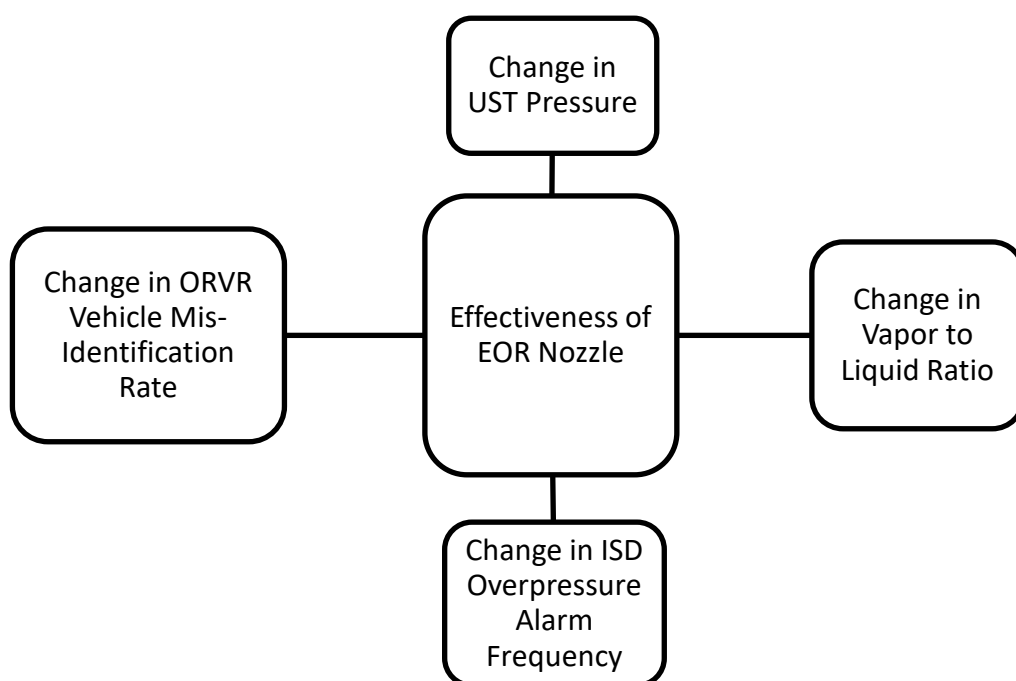 Change in
UST Pressure
Change in ORVR
Vehicle Mis-
Identification
Rate
Effectiveness of
EOR Nozzle
Change in
Vapor to
Liquid Ratio
Change in ISD
Overpressure
Alarm
Frequency